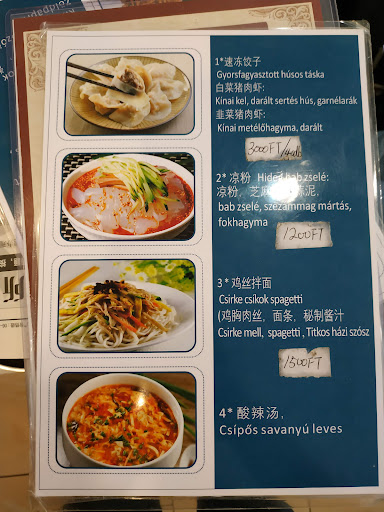 1*速冻饺子
Gyorsfagyasztott húsos táska
白菜猪肉虾:
Kínai kel, darált sertés hús, garnélarák
韭菜猪肉虾:
Kínai metélőhagyma, darált
3000FT
2* 凉粉 Hideg bab zselé:
凉粉, 芝麻
bab zselé, szezámmag mártás,
fokhagyma
1200FT
3 * 鸡丝拌面
Csirke csíkok spagetti
(鸡胸肉丝, 面条, 秘制酱汁
Csirke mell, spagetti , Titkos házi szósz
1500FT
4* 酸辣汤,
Csípős savanyú leves